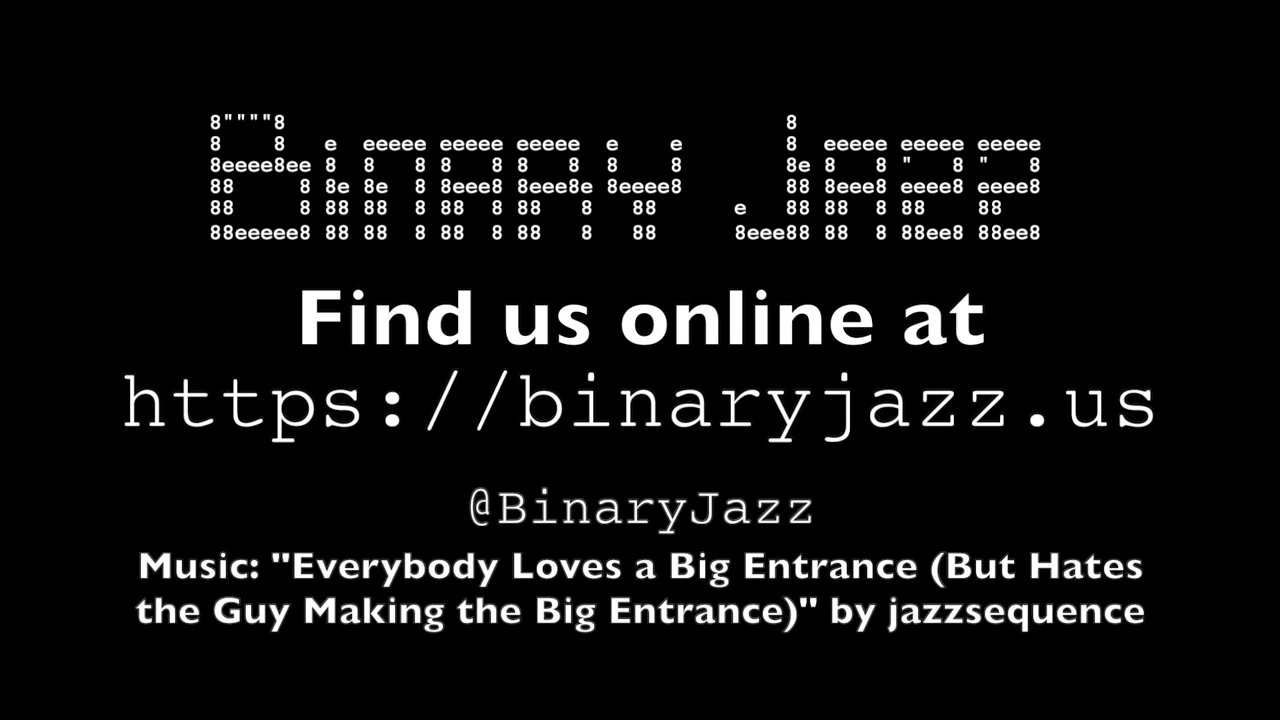 Binary Jazz
Find us online at
https://binaryjazz.us
@BinaryJazz
Music: "Everybody Loves a Big Entrance (But Hates
the Guy Making the Big Entrance)" by jazzsequence